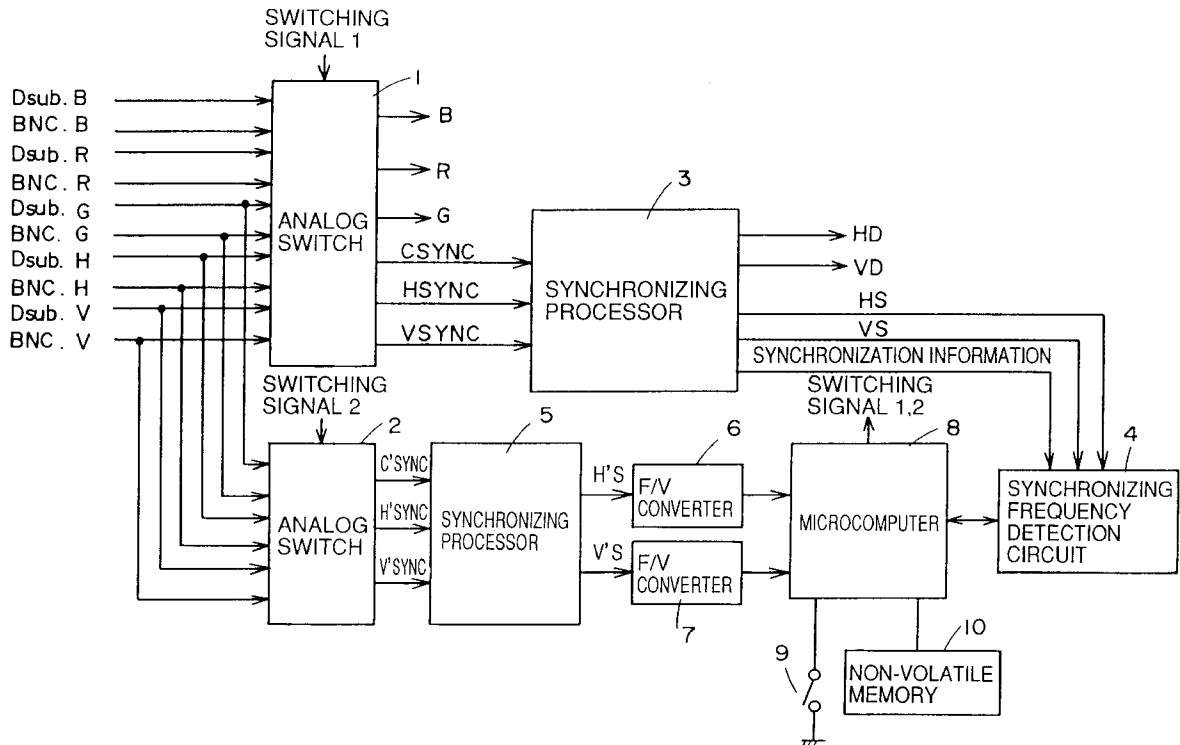 SWITCHING
SIGNAL 1
1
Dsub. B
BNC. B
Dsub. R
BNC. R
Dsub. G
BNC. G
Dsub. H
BNC. H
Dsub. V
BNC. V
ANALOG
SWITCH
B
R
G
CSYNC
HSYNC
VSYNC
3
SYNCHRONIZING
PROCESSOR
HD
VD
HS
VS
SYNCHRONIZATION INFORMATION
SWITCHING
SIGNAL 2
2
ANALOG
SWITCH
C'SYNC
H'SYNC
V'SYNC
5
SYNCHRONIZING
PROCESSOR
H'S
V'S
6
F/V
CONVERTER
F/V
CONVERTER
7
SWITCHING
SIGNAL 1,2
8
MICROCOMPUTER
4
SYNCHRONIZING
FREQUENCY
DETECTION
CIRCUIT
9
10
NON-VOLATILE
MEMORY